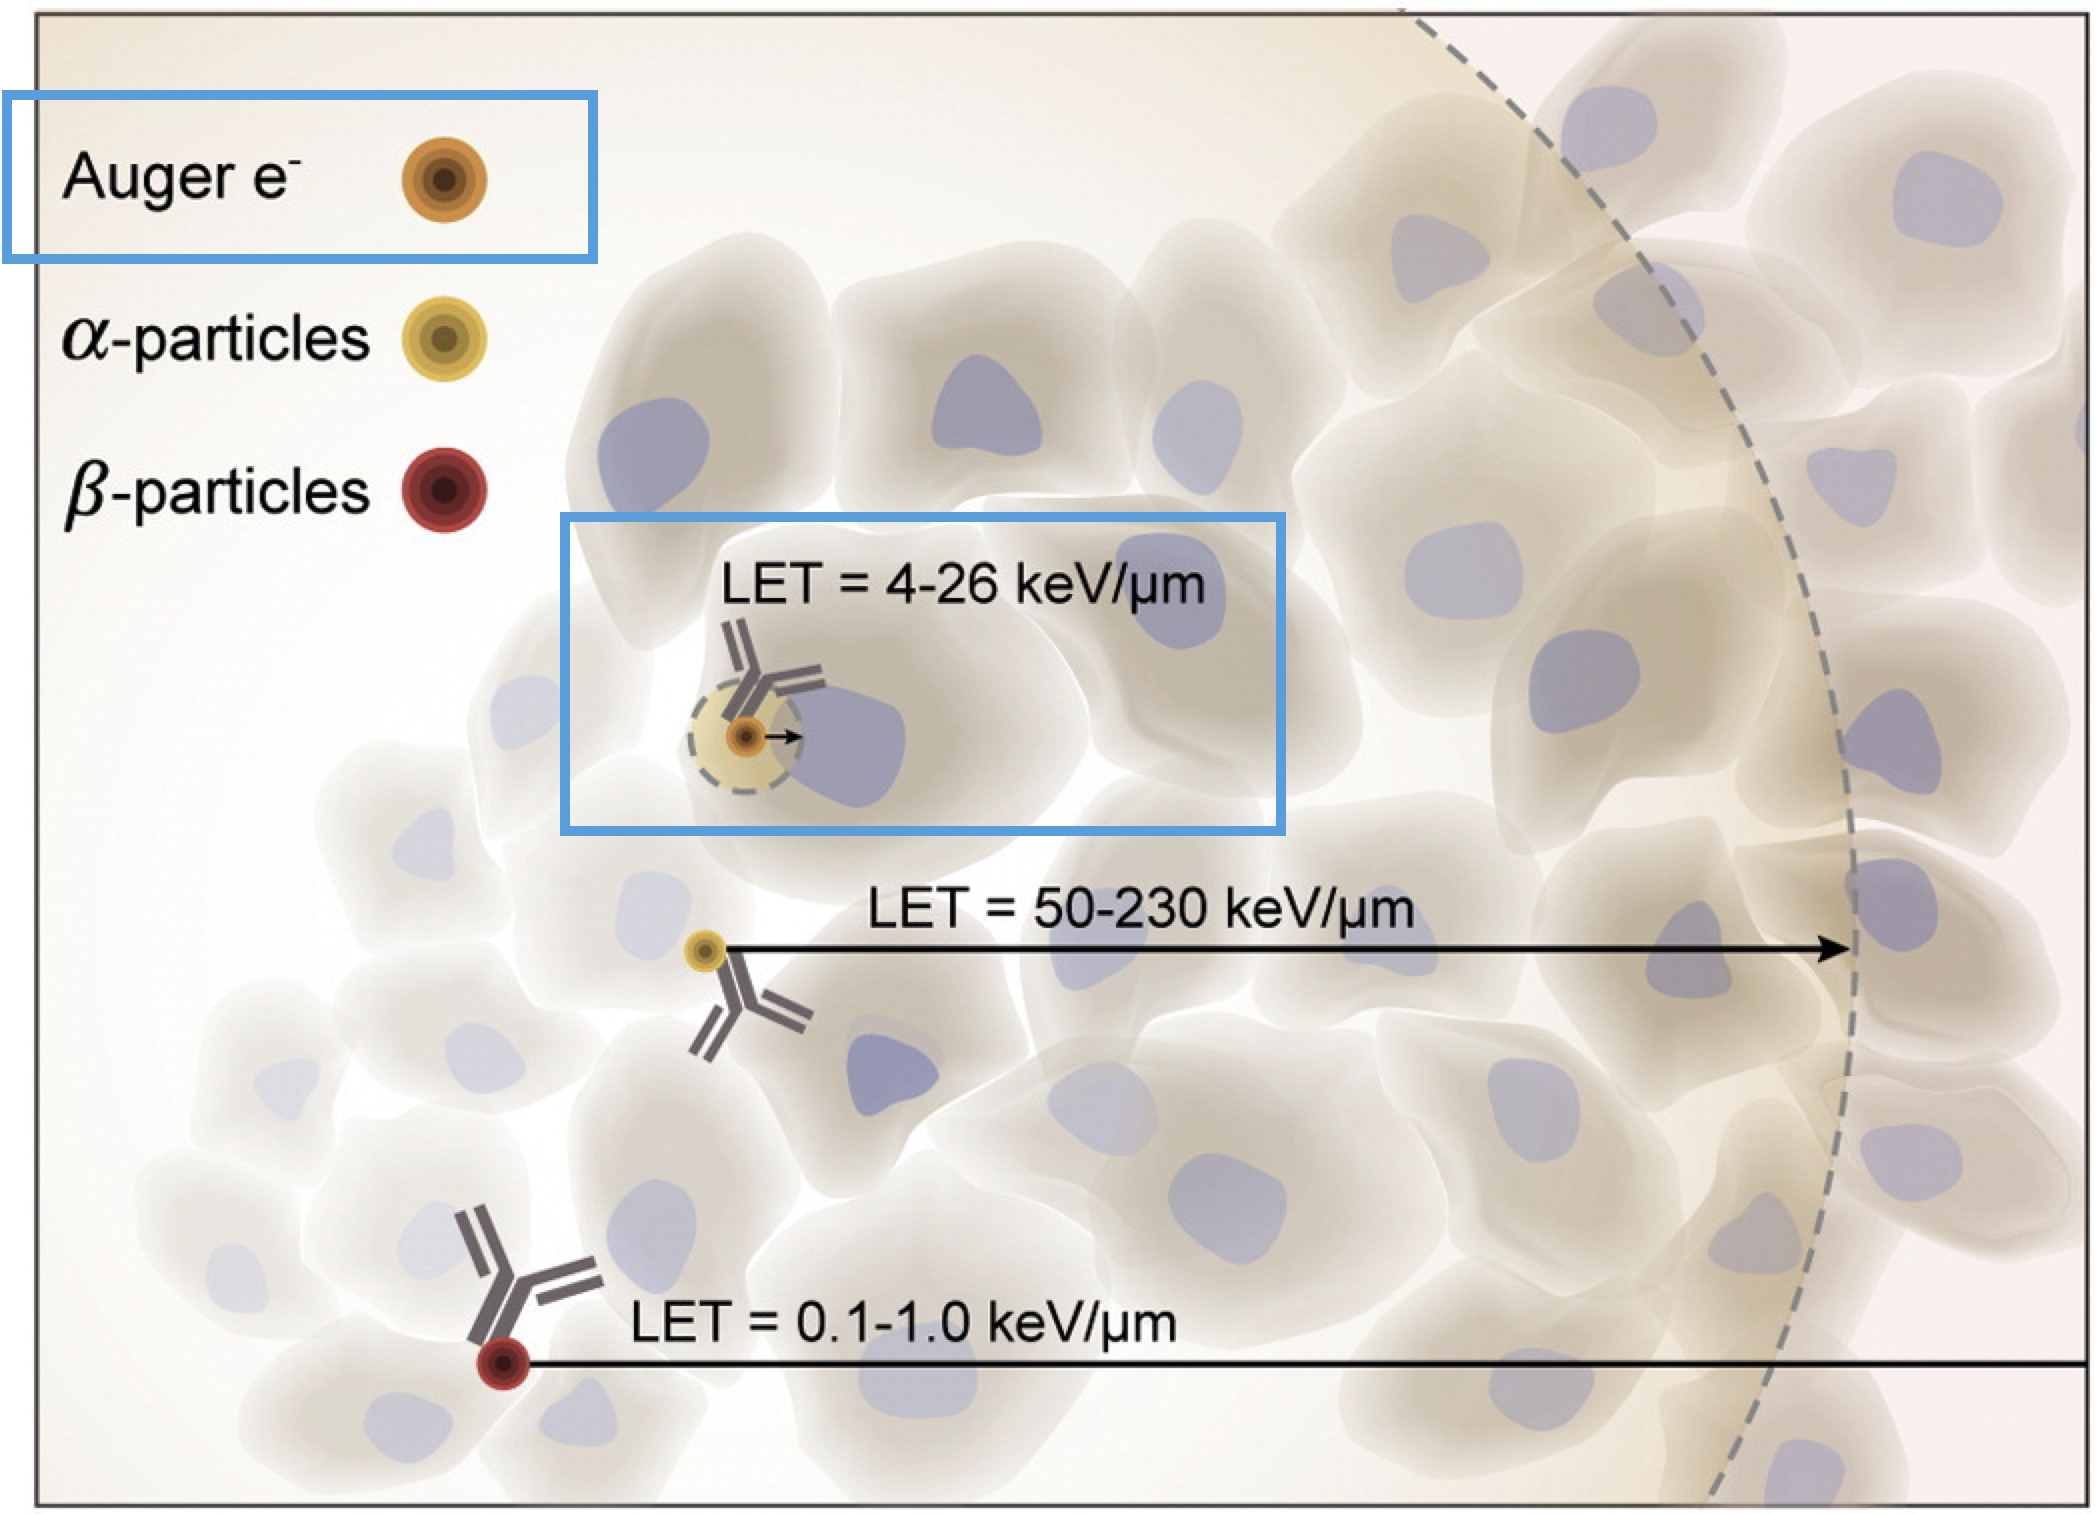 Auger e⁻
α-particles
β-particles
LET = 4-26 keV/µm
LET = 50-230 keV/µm
LET = 0.1-1.0 keV/µm